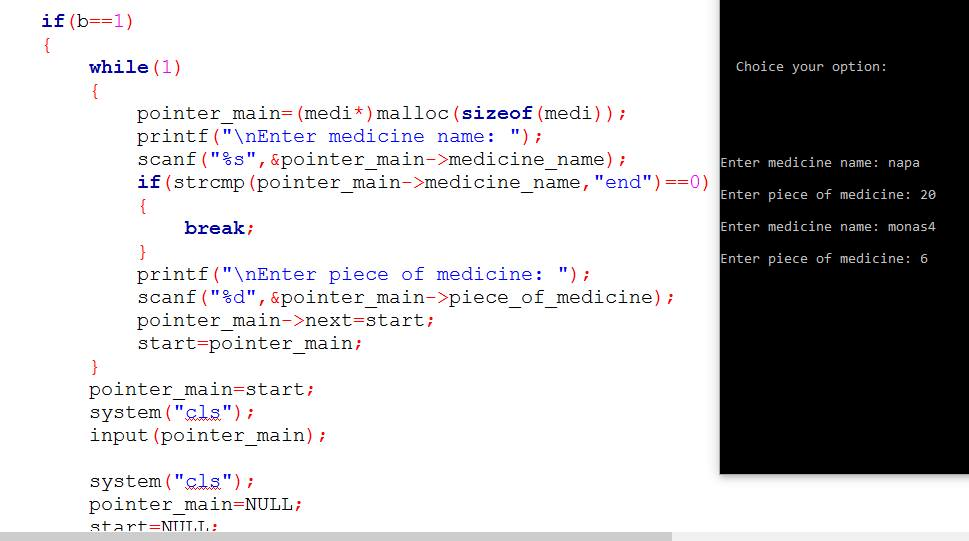 if(b==1)
{
while(1)
{
pointer_main=(medi*)malloc(sizeof(medi));
printf("\nEnter medicine name: ");
scanf("%s",&pointer_main->medicine_name);
if(strcmp(pointer_main->medicine_name,"end")==0)
{
break;
}
printf("\nEnter piece of medicine: ");
scanf("%d",&pointer_main->piece_of_medicine);
pointer_main->next=start;
start=pointer_main;
}
pointer_main=start;
system("cls");
input(pointer_main);
system("cls");
pointer_main=NULL;
start=NULL;
Choice your option:
Enter medicine name: napa
Enter piece of medicine: 20
Enter medicine name: monas4
Enter piece of medicine: 6